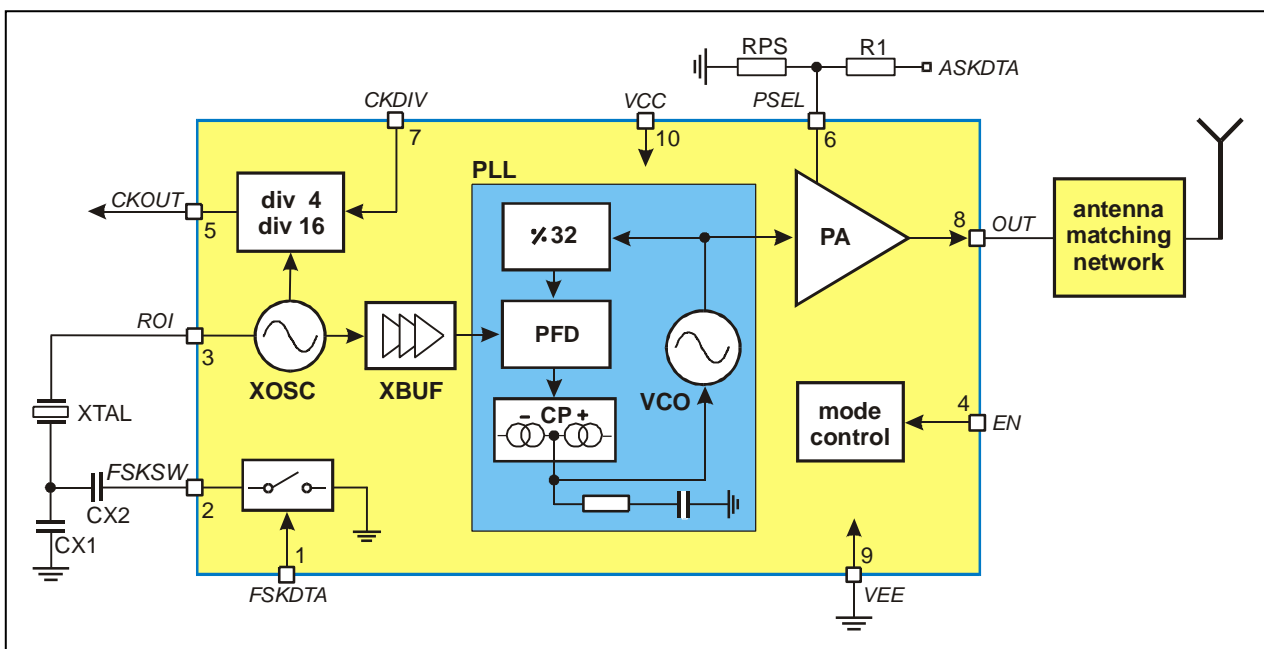 RPS
R1
ASKDTA
CKDIV
VCC
PSEL
7
10
6
PLL
CKOUT
5
div 4
div 16
⁒32
PA
8
OUT
antenna
matching
network
ROI
3
XOSC
XBUF
PFD
VCO
XTAL
- CP +
mode
control
4
EN
FSKSW
2
CX2
CX1
1
FSKDTA
9
VEE